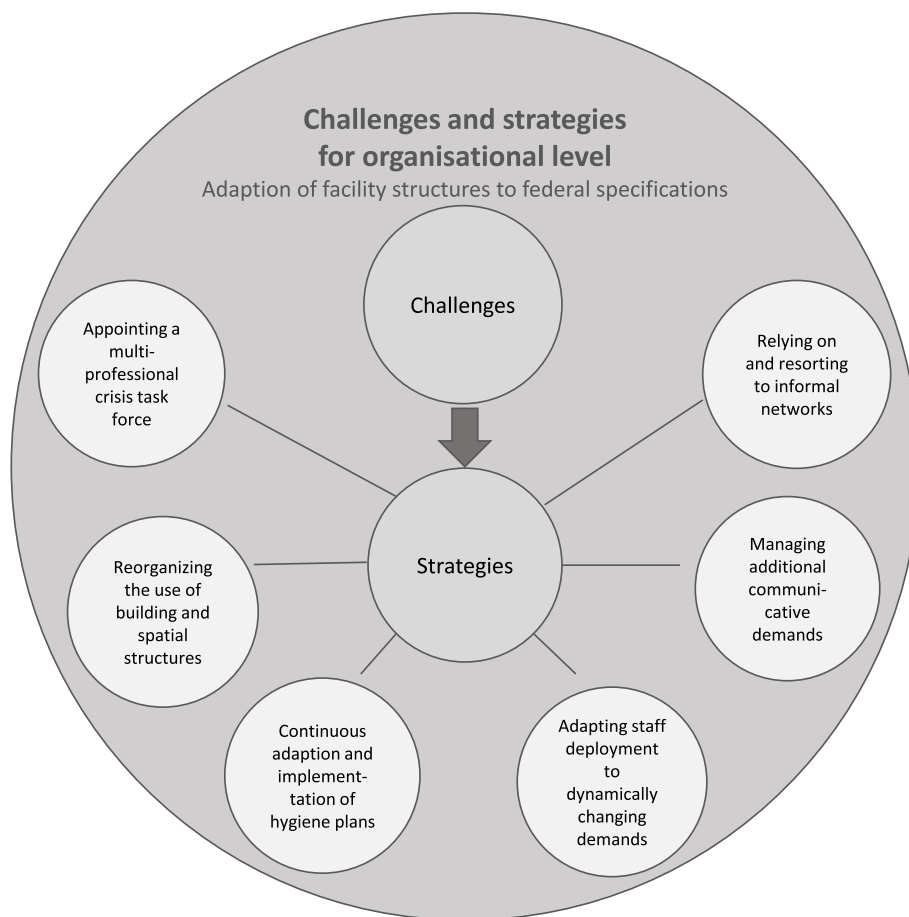 Challenges and strategies
for organisational level
Adaption of facility structures to federal specifications
Challenges
Appointing a
multi-
professional
crisis task
force
Relying on
and resorting
to informal
networks
Strategies
Reorganizing
the use of
building and
spatial
structures
Managing
additional
communi-
cative
demands
Continuous
adaption and
implement-
tation of
hygiene plans
Adapting staff
deployment
to
dynamically
changing
demands